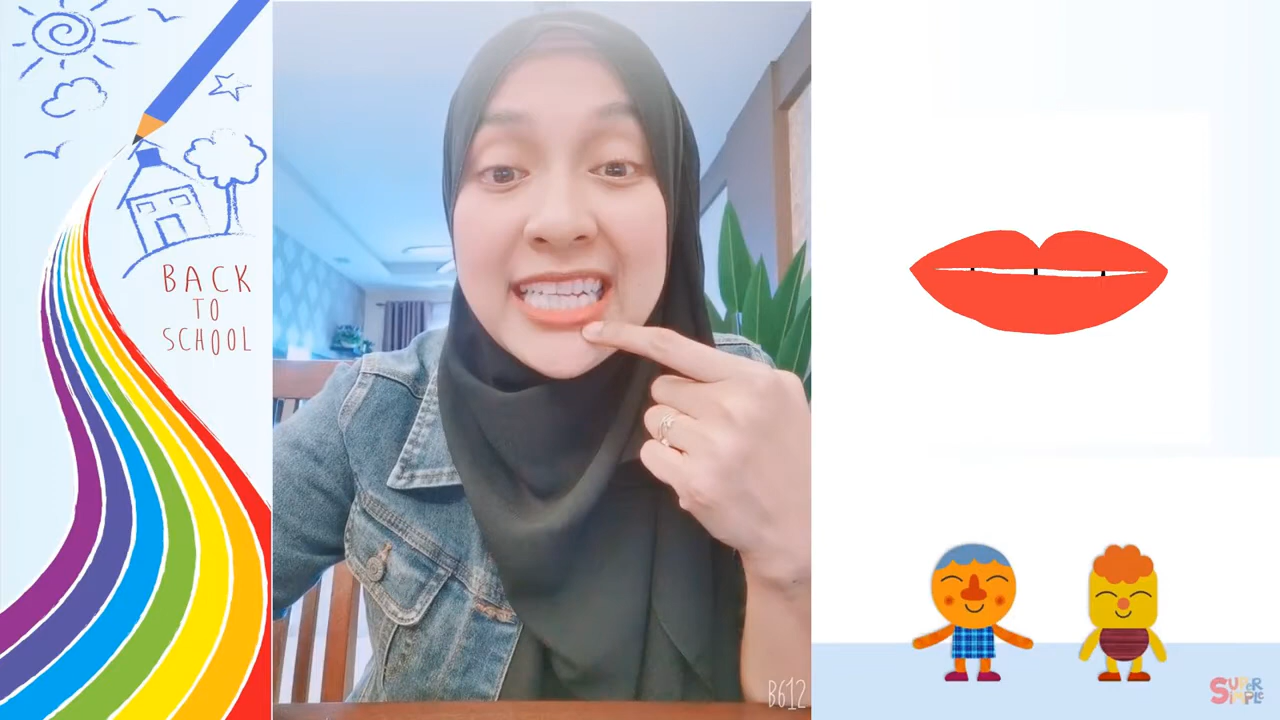 BACK
TO
SCHOOL
B612
SUPER
SIMPLE